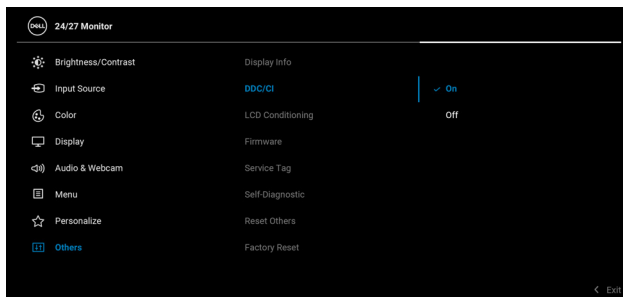 DELL 24/27 Monitor
Brightness/Contrast Display Info
Input Source DDC/CI ✓ On
Color LCD Conditioning Off
Display Firmware
Audio & Webcam Service Tag
Menu Self-Diagnostic
Personalize Reset Others
Others Factory Reset
< Exit